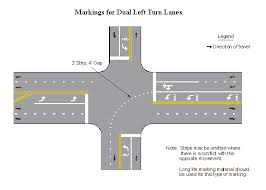 Markings for Dual Left Turn Lanes
Legend
Direction of travel
2' Stripe, 4' Gap
Note: Stripe may be omitted where
there is a conflict with the
opposite movement.
Long life marking material should
be used for this type of marking.